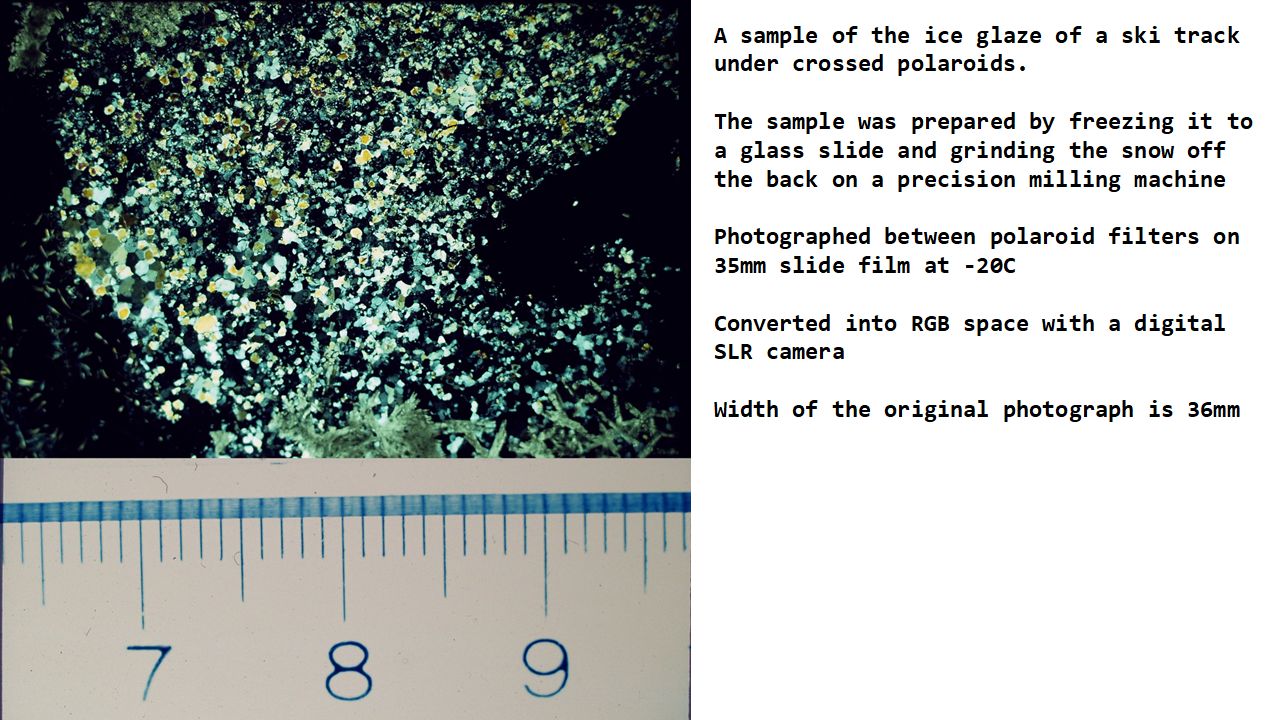 A sample of the ice glaze of a ski track
under crossed polaroids.
The sample was prepared by freezing it to
a glass slide and grinding the snow off
the back on a precision milling machine
Photographed between polaroid filters on
35mm slide film at -20C
Converted into RGB space with a digital
SLR camera
Width of the original photograph is 36mm
7 8 9